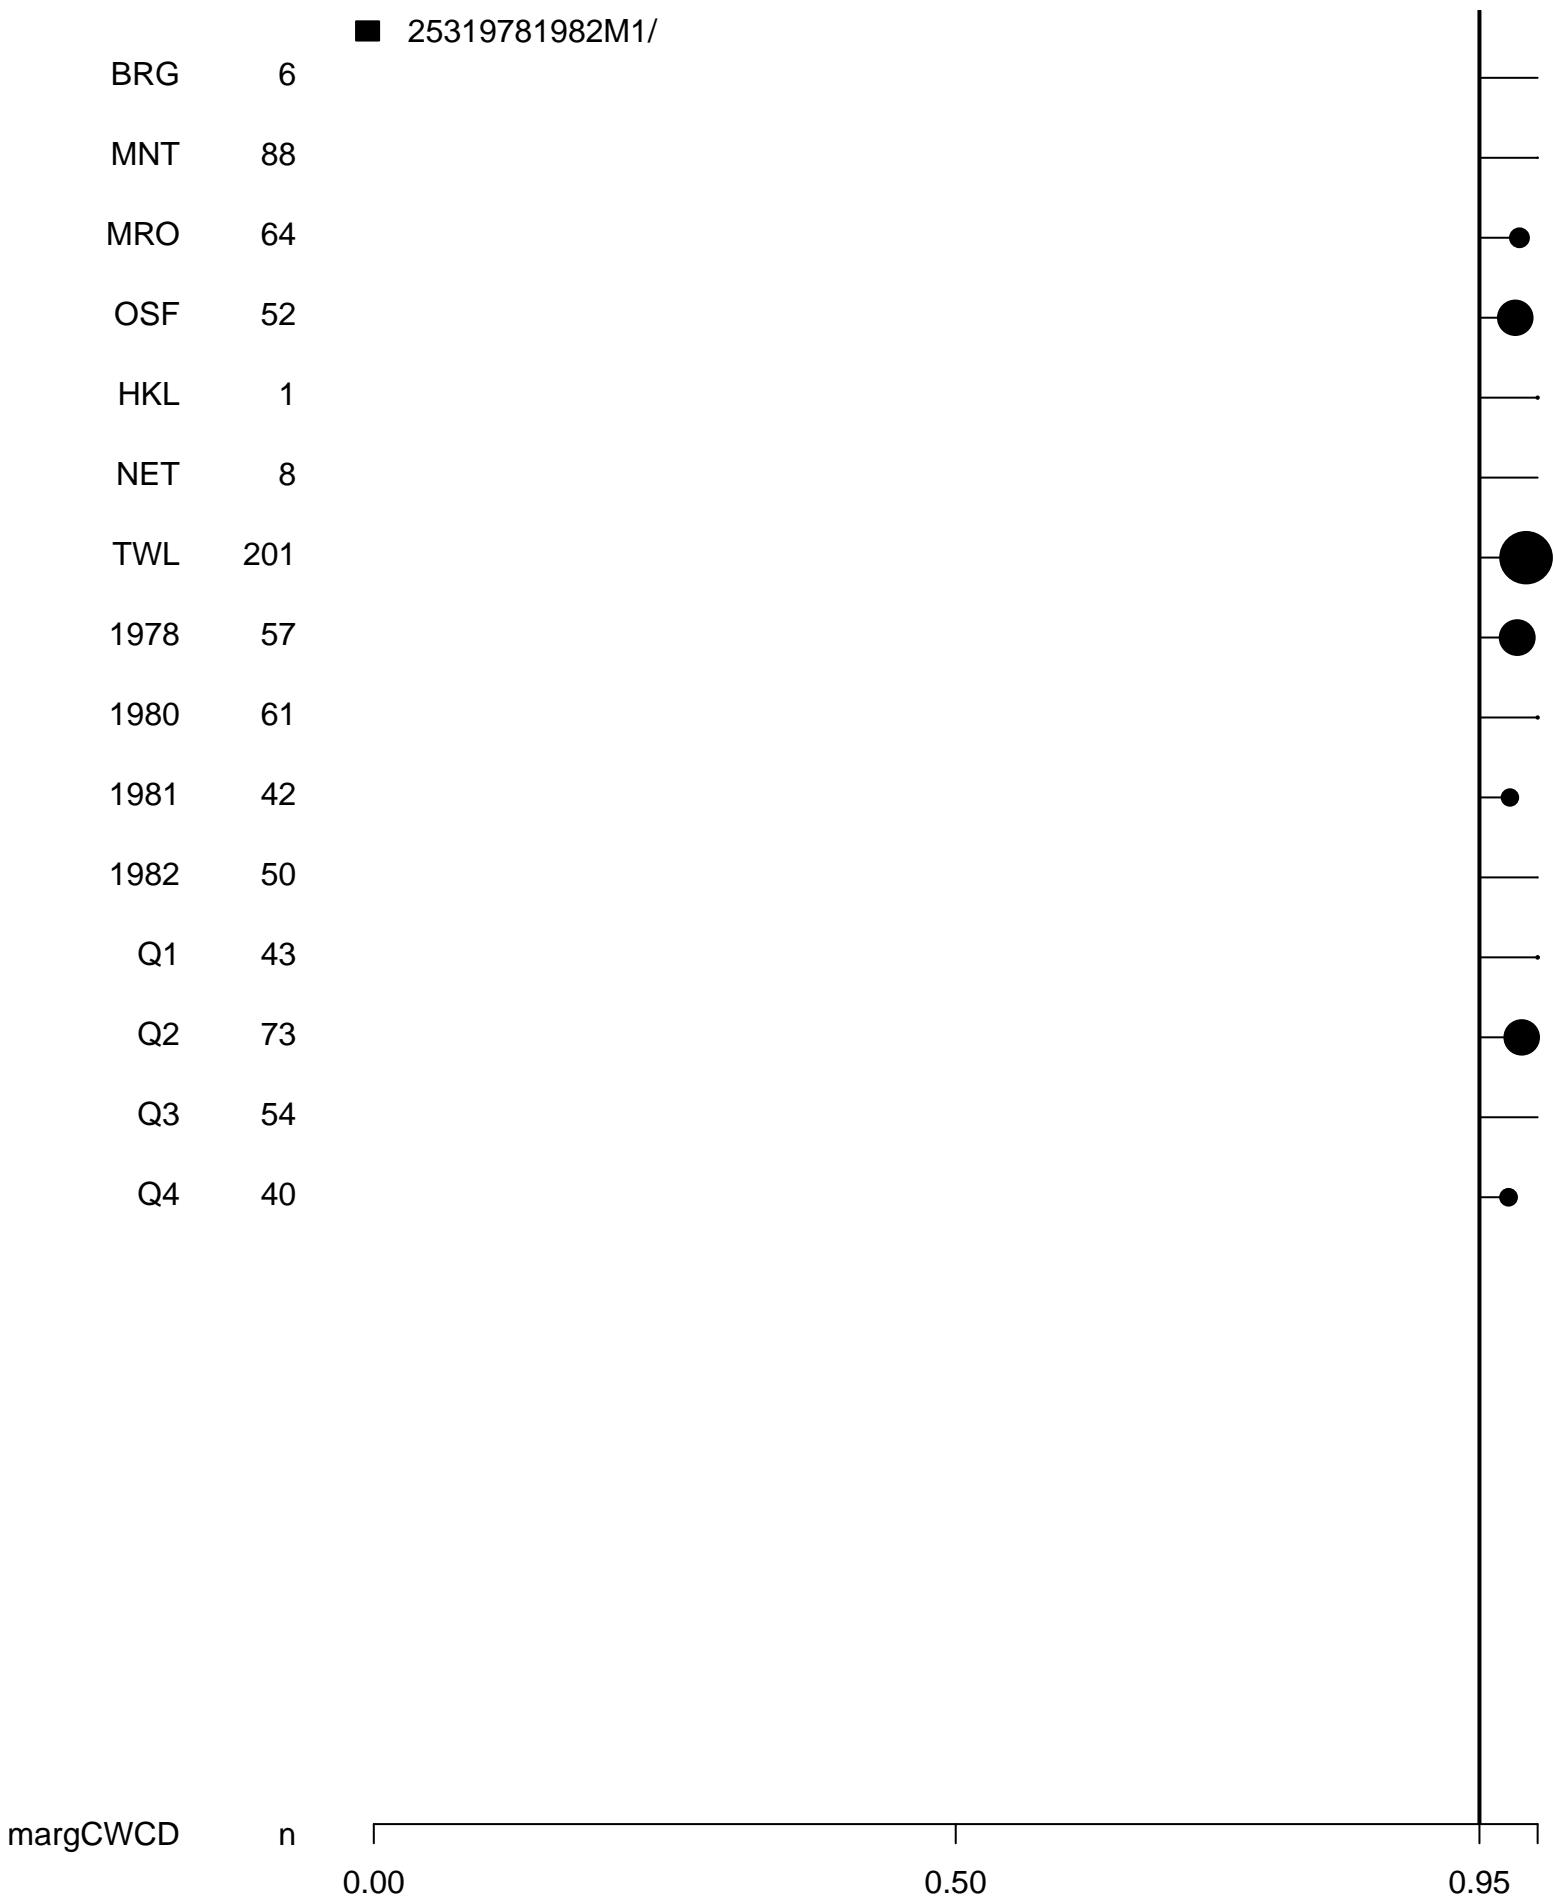 25319781982M1/
BRG 6
MNT 88
MRO 64
OSF 52
HKL 1
NET 8
TWL 201
1978 57
1980 61
1981 42
1982 50
Q1 43
Q2 73
Q3 54
Q4 40
margCWCD n
0.00 0.50 0.95